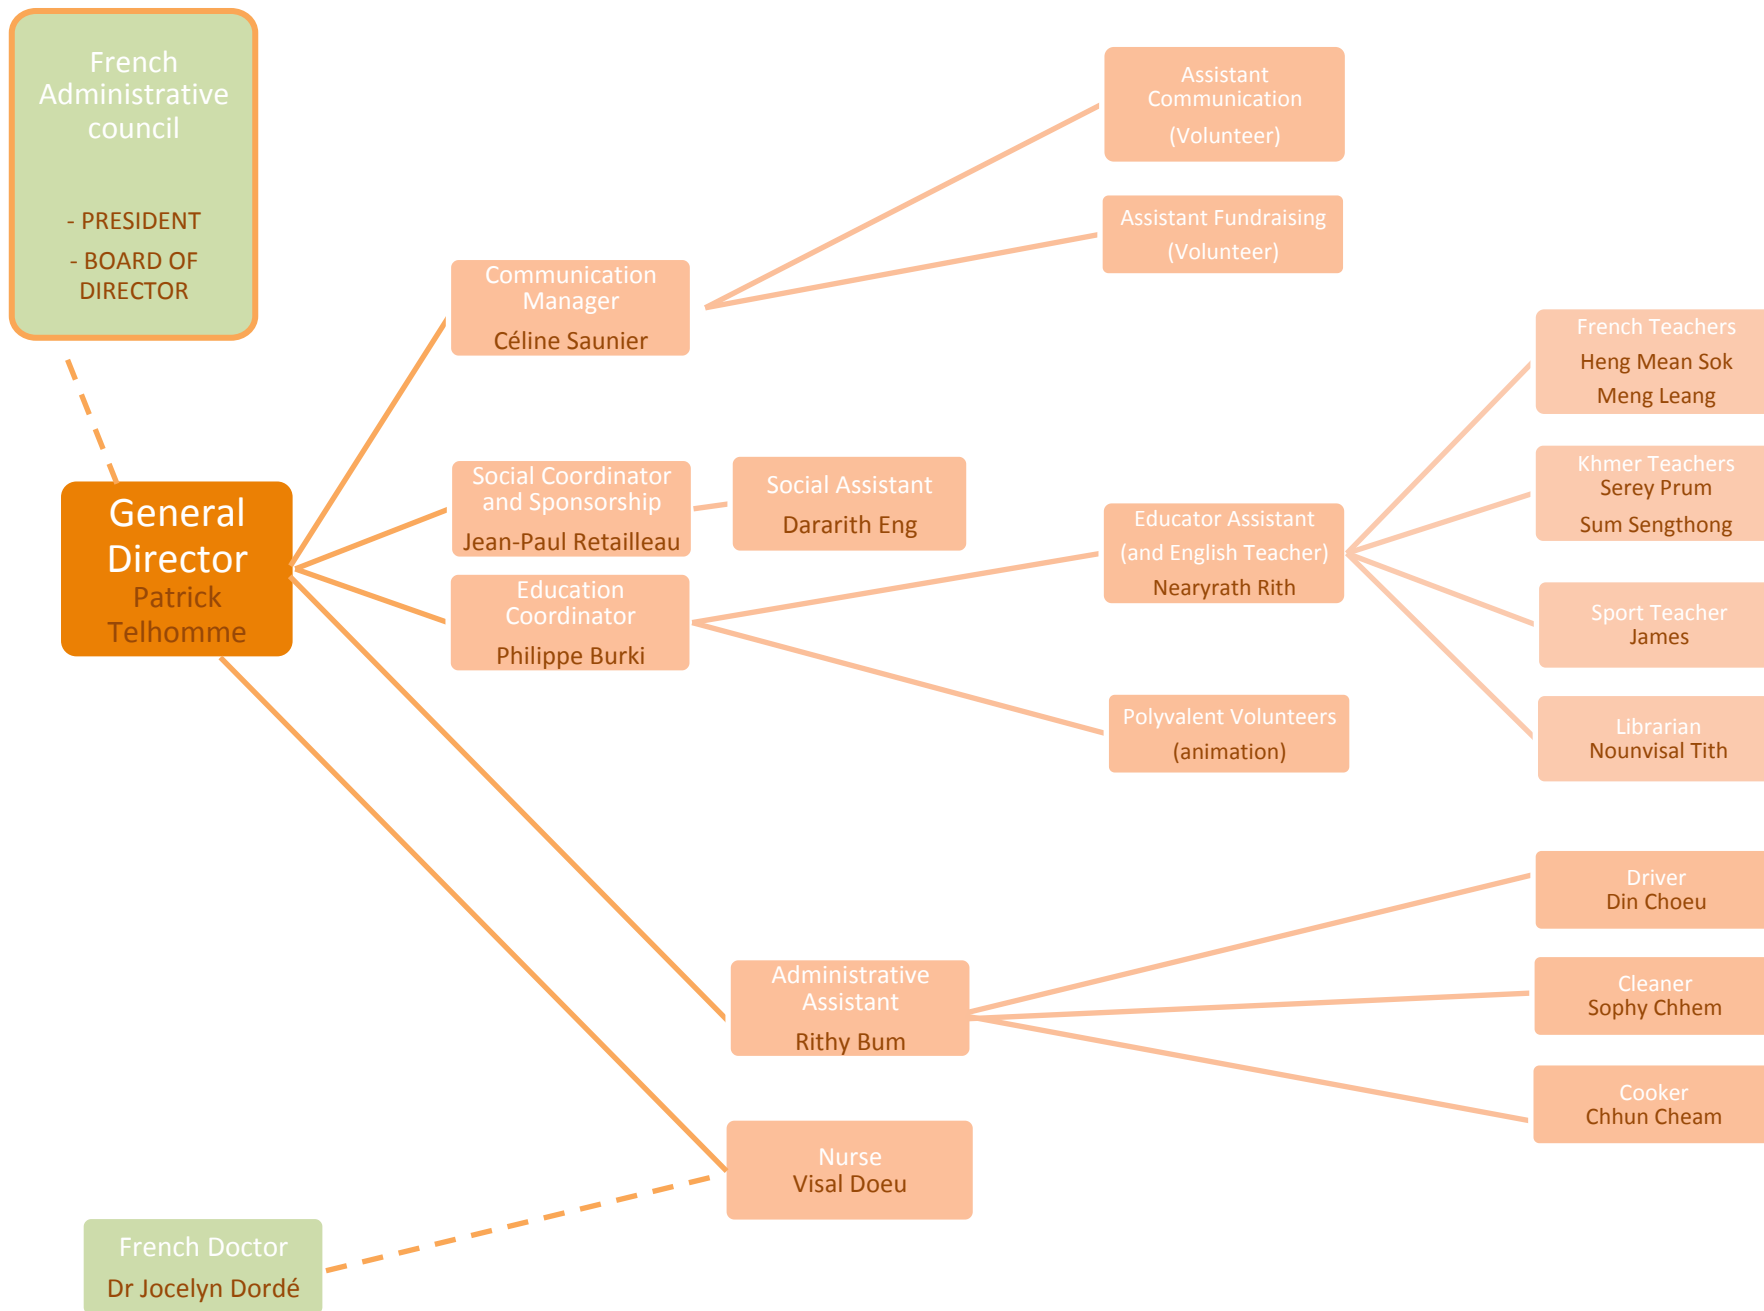 French
Administrative
council
- PRESIDENT
- BOARD OF
DIRECTOR
General
Director
Patrick
Telhomme
French Doctor
Dr Jocelyn Dordé
Communication
Manager
Céline Saunier
Social Coordinator
and Sponsorship
Jean-Paul Retailleau
Education
Coordinator
Philippe Burki
Social Assistant
Dararith Eng
Administrative
Assistant
Rithy Bum
Nurse
Visal Doeu
Assistant
Communication
(Volunteer)
Assistant Fundraising
(Volunteer)
Educator Assistant
(and English Teacher)
Nearyrath Rith
Polyvalent Volunteers
(animation)
French Teachers
Heng Mean Sok
Meng Leang
Khmer Teachers
Serey Prum
Sum Sengthong
Sport Teacher
James
Librarian
Nounvisal Tith
Driver
Din Choeu
Cleaner
Sophy Chhem
Cooker
Chhun Cheam